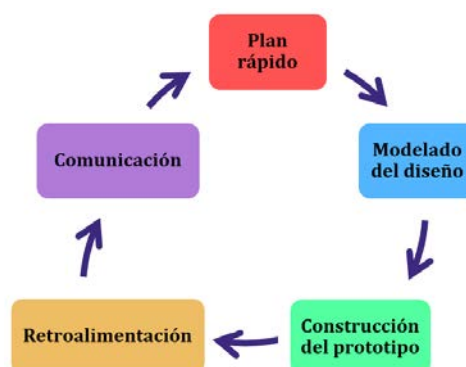 Plan
rápido
Modelado
del diseño
Construcción
del prototipo
Retroalimentación
Comunicación